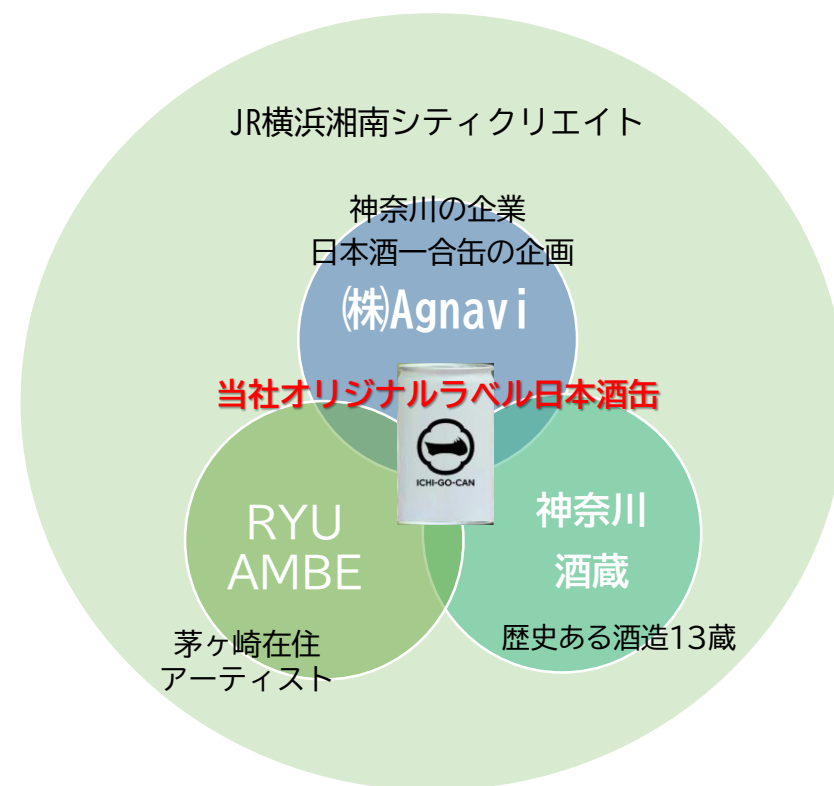 JR横浜湘南シティクリエイト
神奈川の企業
日本酒一合缶の企画
㈱Agnavi
当社オリジナルラベル日本酒缶
ICHI-GO-CAN
RYU
AMBE
神奈川
酒蔵
歴史ある酒造13蔵
茅ヶ崎在住
アーティスト